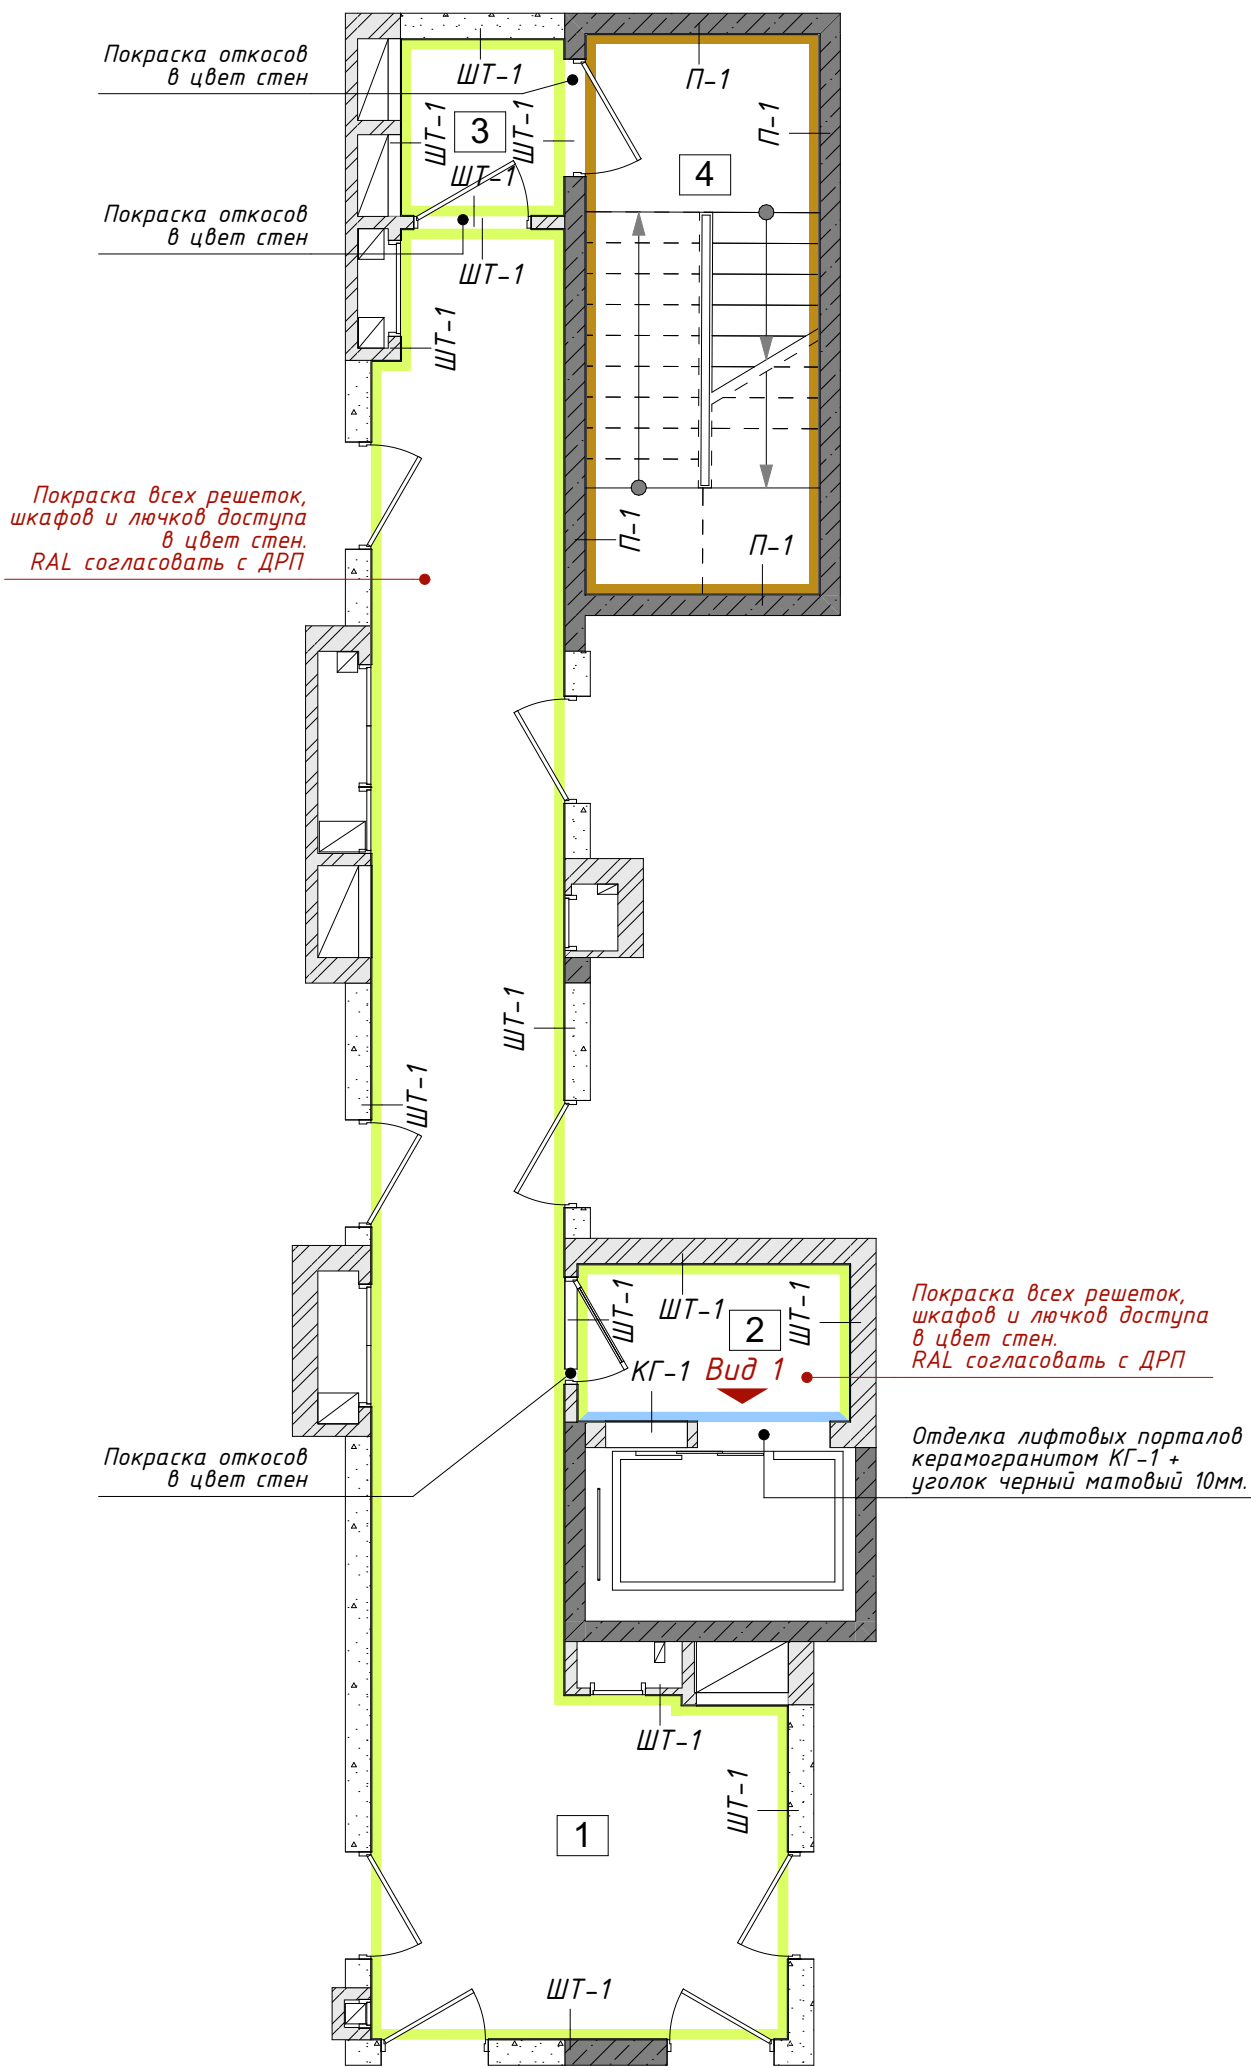 Покраска откосов
в цвет стен
ШТ-1
П-1
ШТ-1
3
ШТ-1
П-1
4
ШТ-1
Покраска откосов
в цвет стен
ШТ-1
ШТ-1
Покраска всех решеток,
шкафов и лючков доступа
в цвет стен.
RAL согласовать с ДРП
П-1
П-1
ШТ-1
ШТ-1
ШТ-1
ШТ-1
2
ШТ-1
КГ-1
Вид 1
Покраска всех решеток,
шкафов и лючков доступа
в цвет стен.
RAL согласовать с ДРП
Покраска откосов
в цвет стен
Отделка лифтовых порталов
керамогранитом КГ-1 +
уголок черный матовый 10мм.
ШТ-1
ШТ-1
1
ШТ-1